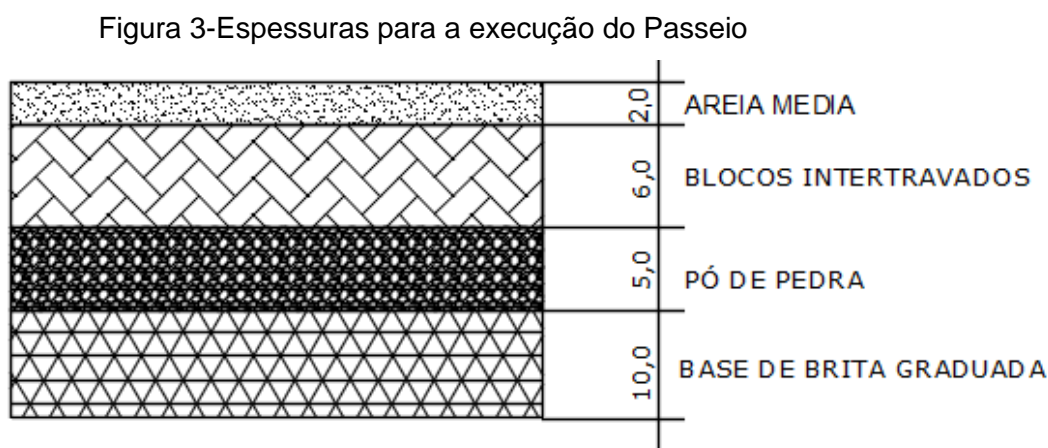 Figura 3-Espessuras para a execução do Passeio
2,0 AREIA MEDIA
6,0 BLOCOS INTERTRAVADOS
5,0 PÓ DE PEDRA
10,0 BASE DE BRITA GRADUADA